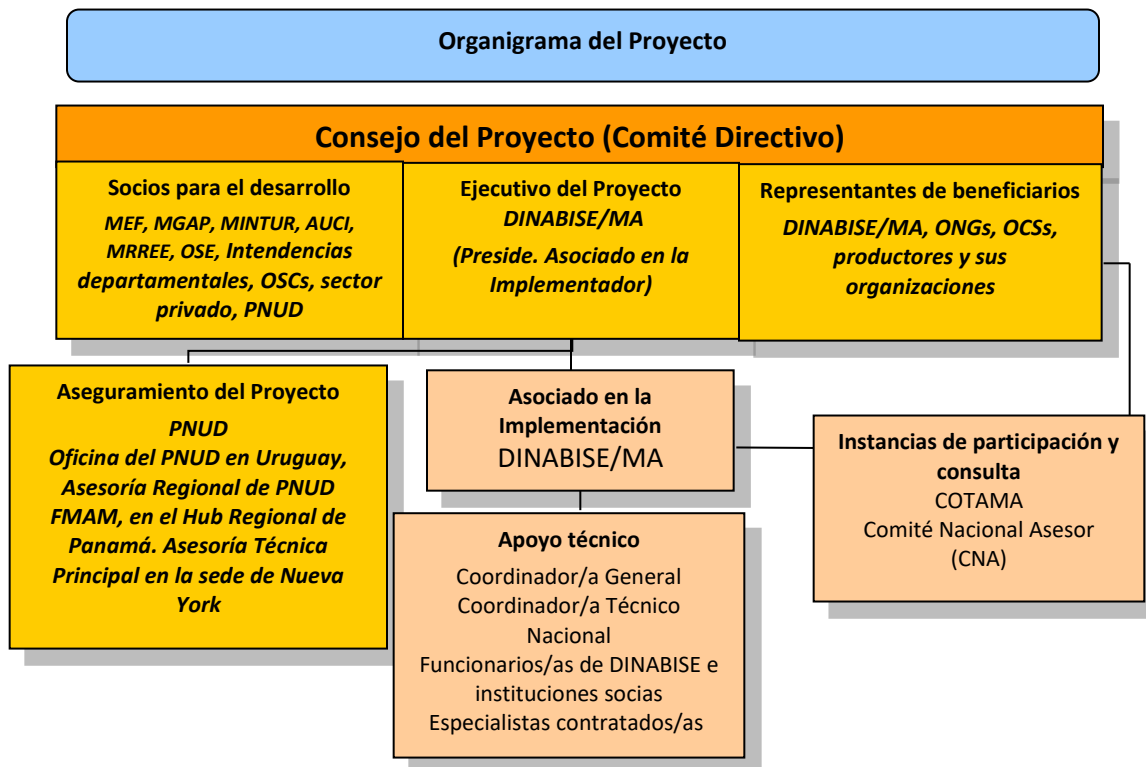 Organigrama del Proyecto
Consejo del Proyecto (Comité Directivo)
Socios para el desarrollo
MEF, MGAP, MINTUR, AUCI,
MRREE, OSE, Intendencias
departamentales, OSCs, sector
privado, PNUD
Ejecutivo del Proyecto
DINABISE/MA
(Preside. Asociado en la
Implementador)
Representantes de beneficiarios
DINABISE/MA, ONGs, OCSs,
productores y sus
organizaciones
Aseguramiento del Proyecto
PNUD
Oficina del PNUD en Uruguay,
Asesoría Regional de PNUD
FMAM, en el Hub Regional de
Panamá. Asesoría Técnica
Principal en la sede de Nueva
York
Asociado en la
Implementación
DINABISE/MA
Instancias de participación y
consulta
COTAMA
Comité Nacional Asesor
(CNA)
Apoyo técnico
Coordinador/a General
Coordinador/a Técnico
Nacional
Funcionarios/as de DINABISE e
instituciones socias
Especialistas contratados/as